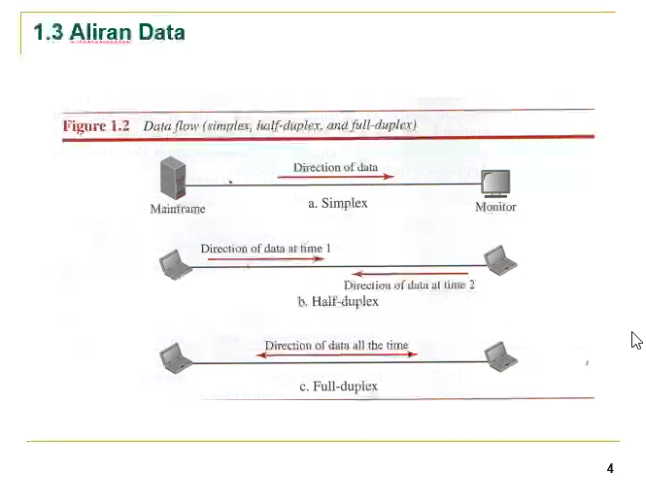 1.3 Aliran Data
Figure 1.2 Data flow (simplex, half-duplex, and full-duplex)
Direction of data
Mainframe
a. Simplex
Monitor
Direction of data at time 1
Direction of data at time 2
b. Half-duplex
Direction of data all the time
c. Full-duplex
4